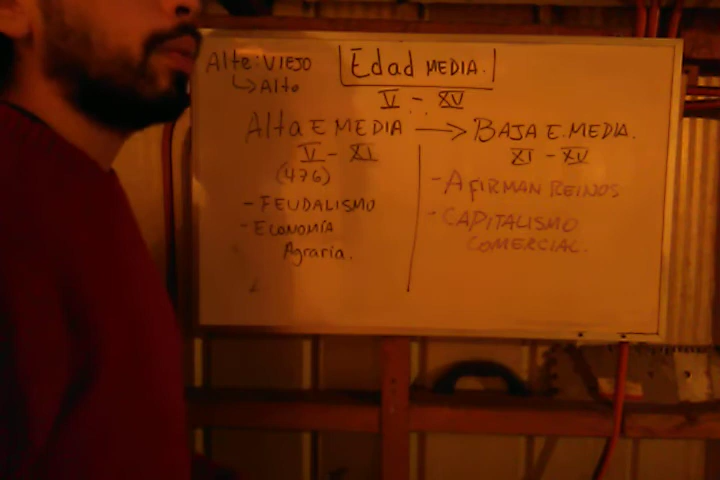 Alte: VIEJO
↳ Alto
Edad MEDIA.
V - XV
Alta E MEDIA → BAJA E. MEDIA.
V - XI
(476)
- FEUDALISMO
- ECONOMÍA
Agraria.
XI - XV
- AFIRMAN REINOS
- CAPITALISMO
COMERCIAL.